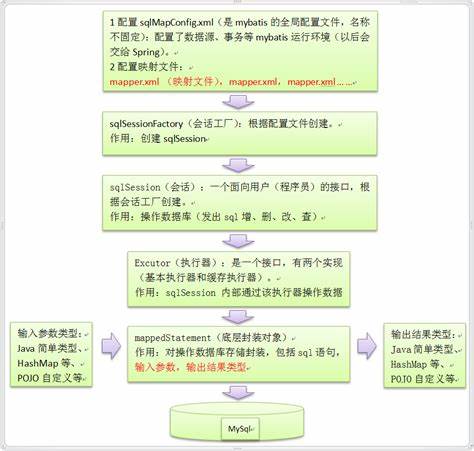 1 配置 sqlMapConfig.xml（是 mybatis 的全局配置文件，名称
不固定）：配置了数据源、事务等 mybatis 运行环境（以后会
交给 Spring）。
2 配置映射文件：
mapper.xml （映射文件），mapper.xml，mapper.xml……
sqlSessionFactory（会话工厂）：根据配置文件创建。
作用：创建 sqlSession
sqlSession（会话）：一个面向用户（程序员）的接口，根
据会话工厂创建。
作用：操作数据库（发出 sql 增、删、改、查）
Excutor（执行器）：是一个接口，有两个实现
（基本执行器和缓存执行器）。
作用：sqlSession 内部通过该执行器操作数据
输入参数类型：
Java 简单类型、
HashMap 等、
POJO 自定义等
mappedStatement（底层封装对象）
作用：对操作数据库存储封装，包括 sql 语句，
输入参数，输出结果类型
输出结果类型：
Java 简单类型、
HashMap 等、
POJO 自定义等
MySql